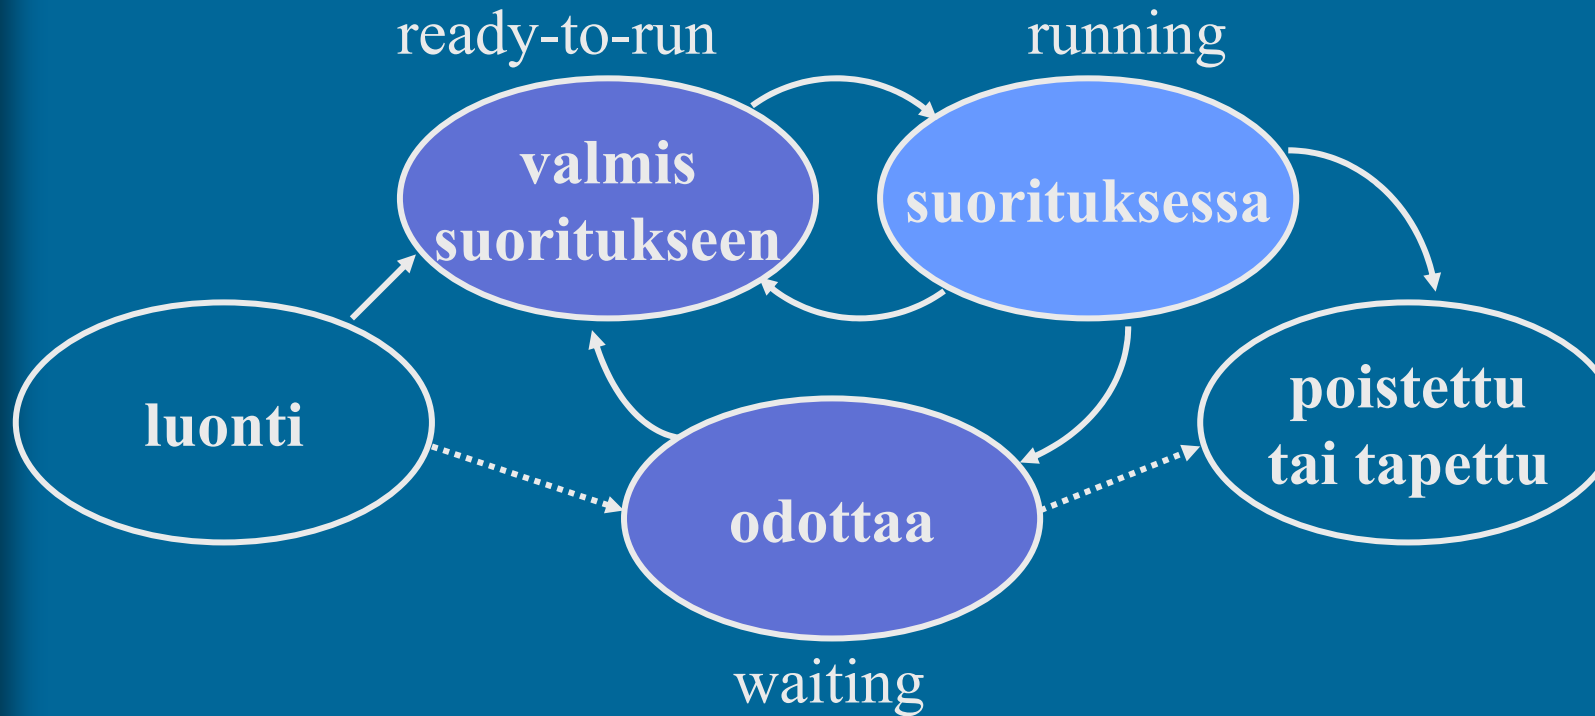 ready-to-run
running
valmis
suoritukseen
suorituksessa
luonti
poistettu
tai tapettu
odottaa
waiting